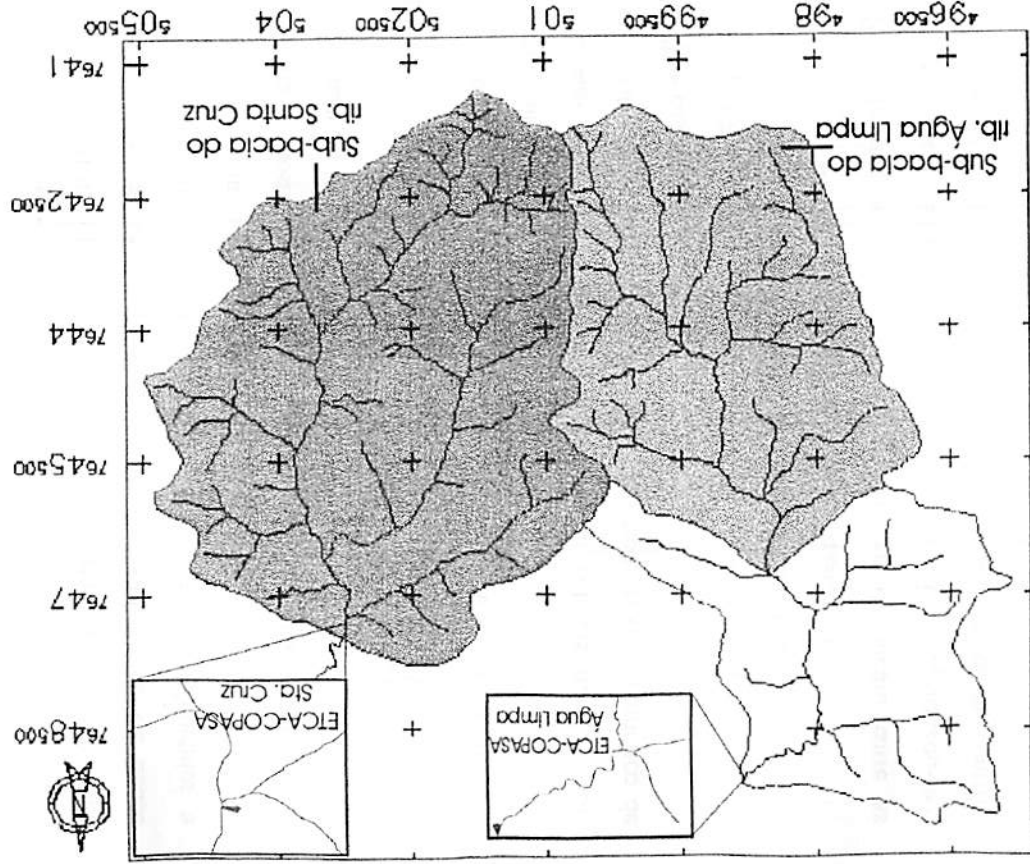 N
7648500
ETCA-COPASA
Água Limpa
ETCA-COPASA
Sta. Cruz
7647
7645500
7644
7642500
Sub-bacia do
rib. Água Limpa
Sub-bacia do
rib. Santa Cruz
7641
496500 498 499500 501 502500 504 505500